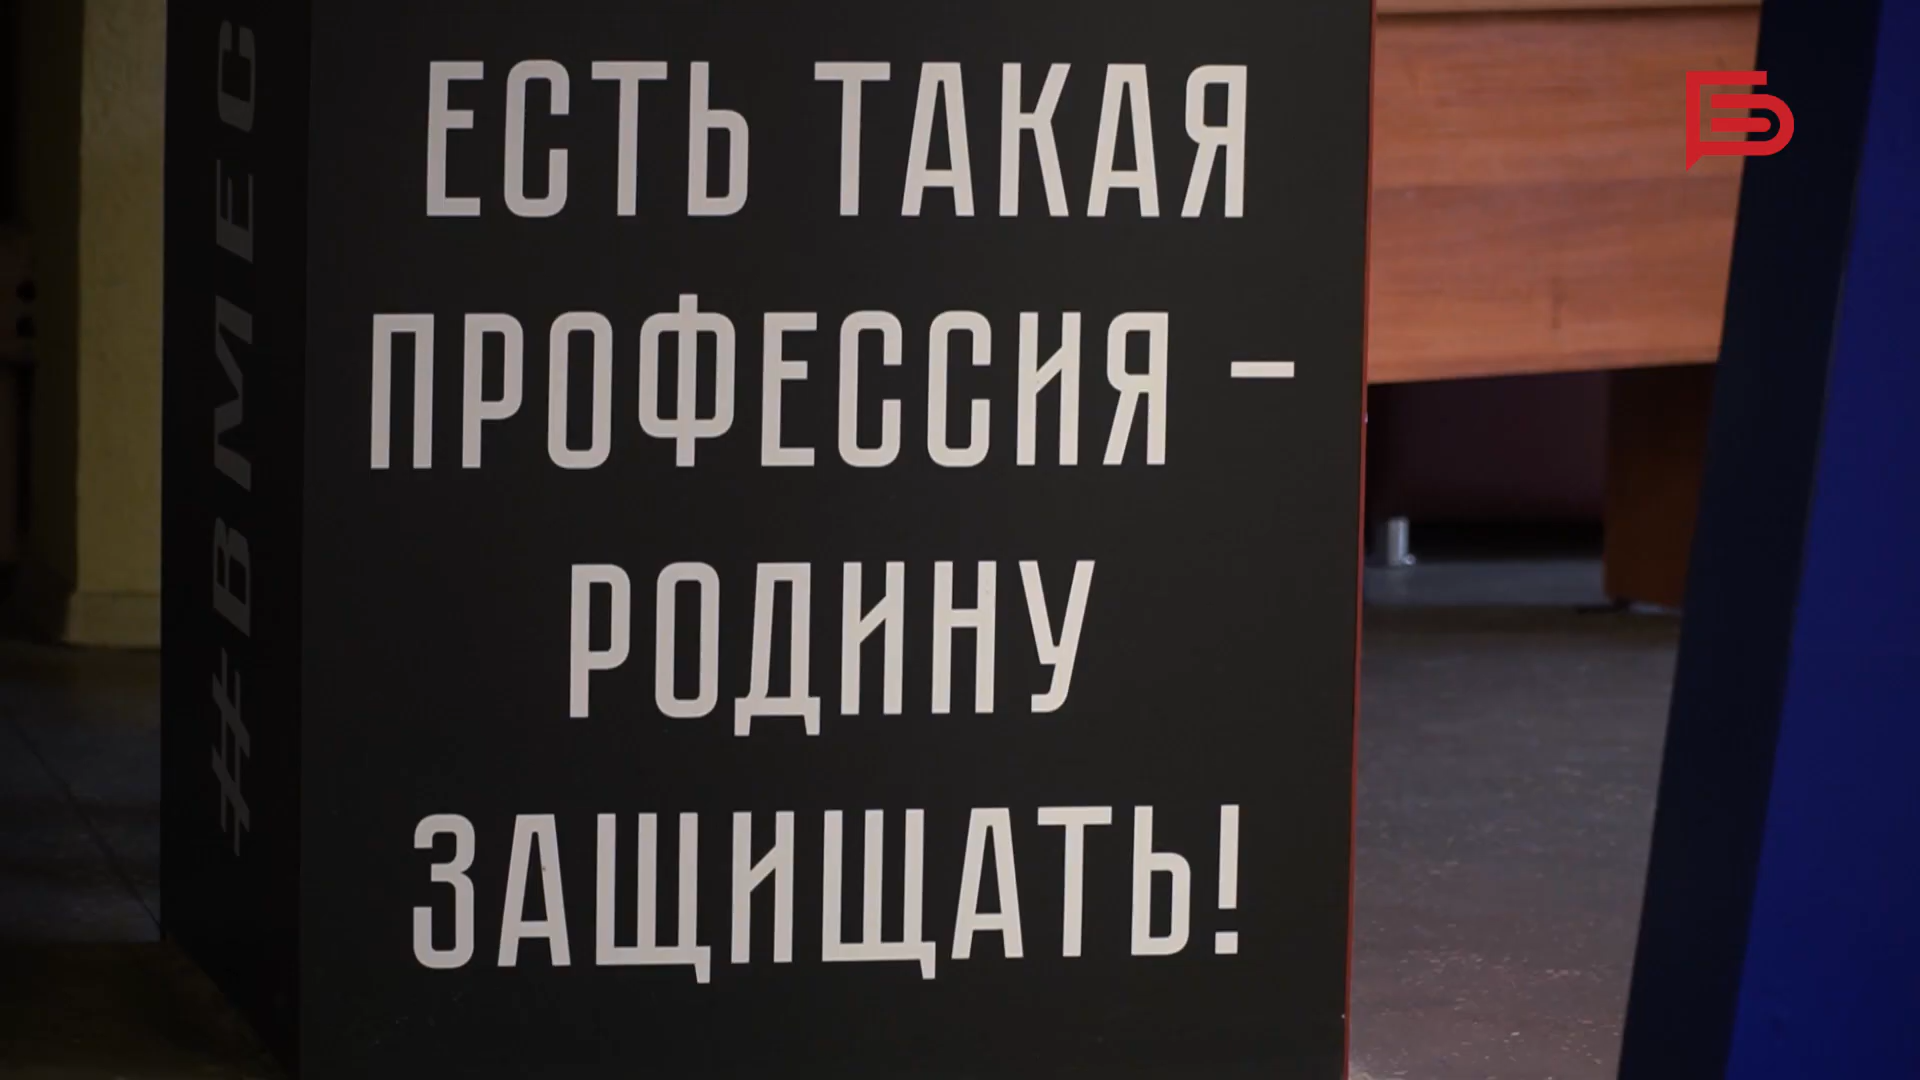 ЕСТЬ ТАКАЯ
ПРОФЕССИЯ –
РОДИНУ
ЗАЩИЩАТЬ!
#ВМЕС